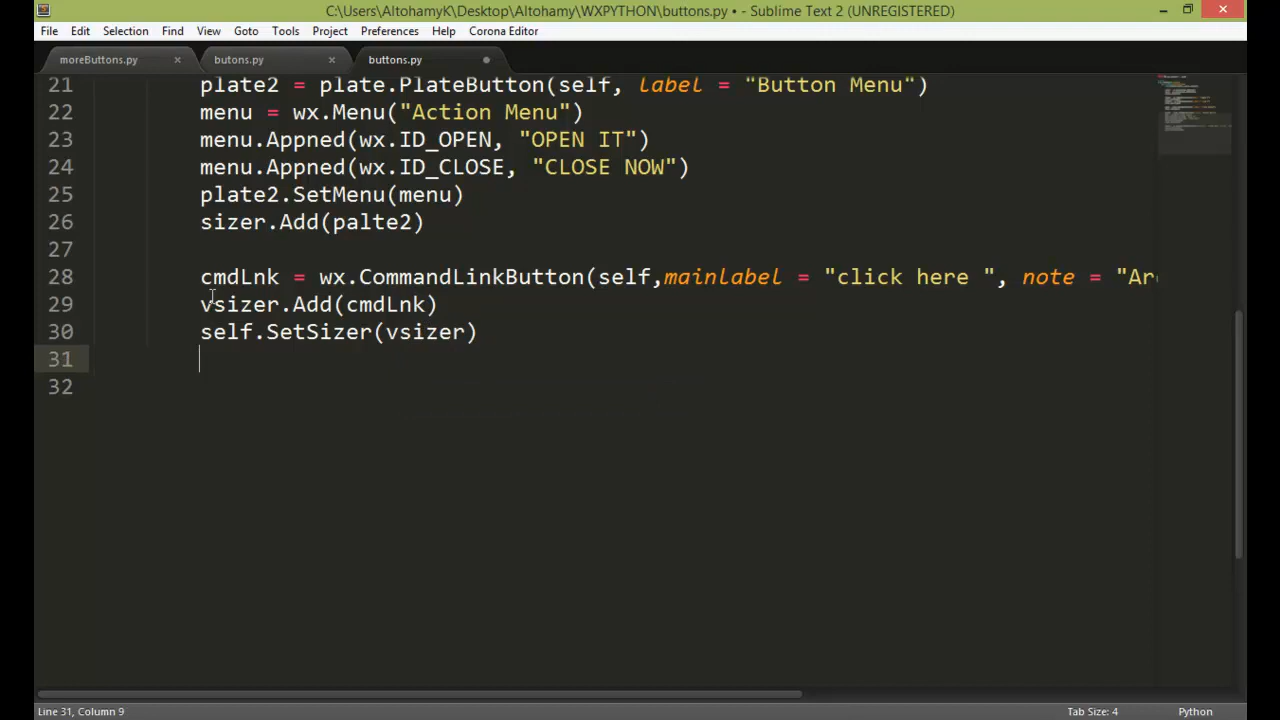 C:\Users\AltohamyK\Desktop\Altohamy\WXPYTHON\buttons.py • - Sublime Text 2 (UNREGISTERED)
File Edit Selection Find View Goto Tools Project Preferences Help Corona Editor
moreButtons.py butons.py buttons.py
21 plate2 = plate.PlateButton(self, label = "Button Menu")
22 menu = wx.Menu("Action Menu")
23 menu.Appned(wx.ID_OPEN, "OPEN IT")
24 menu.Appned(wx.ID_CLOSE, "CLOSE NOW")
25 plate2.SetMenu(menu)
26 sizer.Add(palte2)
27
28 cmdLnk = wx.CommandLinkButton(self,mainlabel = "click here ", note = "Ar
29 vsizer.Add(cmdLnk)
30 self.SetSizer(vsizer)
31
32
Line 31, Column 9 Tab Size: 4 Python